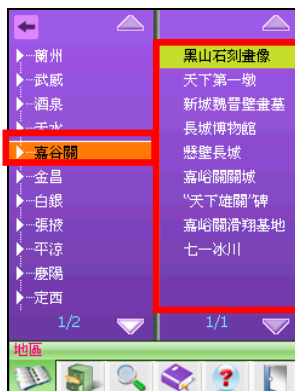 蘭州
武威
酒泉
天水
嘉谷關
金昌
白銀
張掖
平涼
慶陽
定西
1/2
黑山石刻畫像
天下第一墩
新城魏晉壁畫墓
長城博物館
懸壁長城
嘉峪關關城
“天下雄關”碑
嘉峪關滑翔基地
七一冰川
1/1
地區